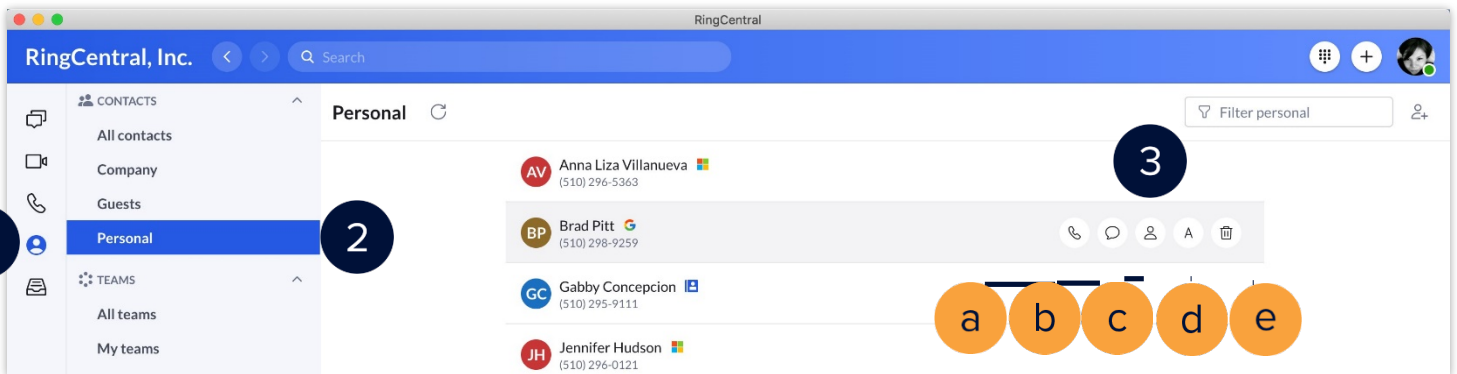 RingCentral
RingCentral, Inc.
Search
CONTACTS
All contacts
Company
Guests
Personal
TEAMS
All teams
My teams
2
Personal
Filter personal
3
AV
Anna Liza Villanueva
(510) 296-5363
BP
Brad Pitt
(510) 298-9259
A
GC
Gabby Concepcion
(510) 295-9111
a b c d e
JH
Jennifer Hudson
(510) 296-0121